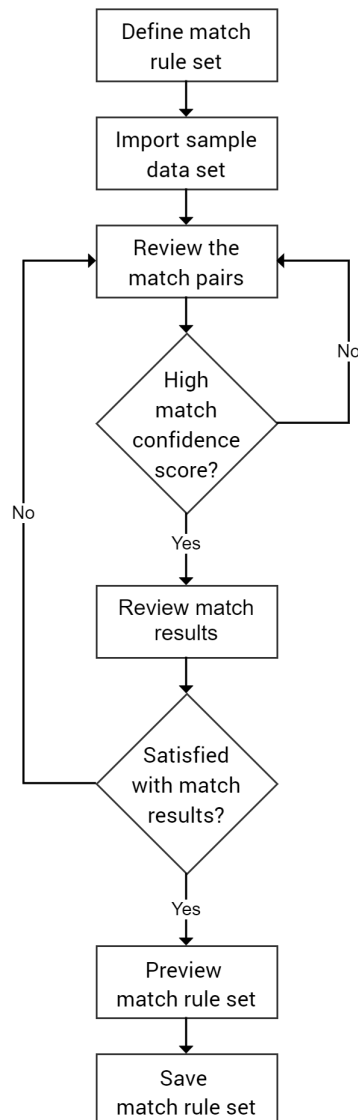 Define match
rule set
Import sample
data set
Review the
match pairs
High
match
confidence
score?
No
No
Yes
Review match
results
Satisfied
with match
results?
Yes
Preview
match rule set
Save
match rule set